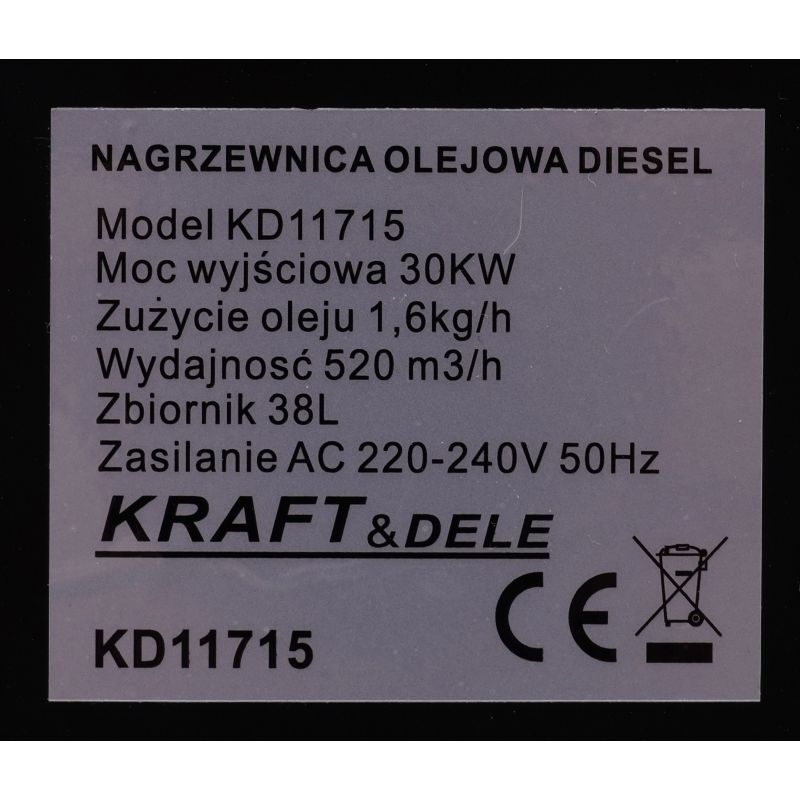 NAGRZEWNICA OLEJOWA DIESEL
Model KD11715
Moc wyjściowa 30KW
Zużycie oleju 1,6kg/h
Wydajnosć 520 m3/h
Zbiornik 38L
Zasilanie AC 220-240V 50Hz
KRAFT&DELE
CE
KD11715